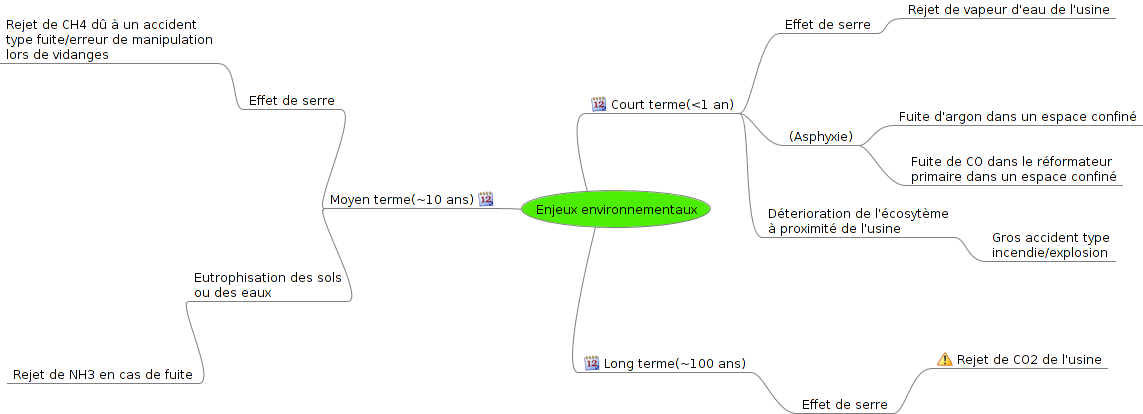 Enjeux environnementaux
Court terme(<1 an)
Effet de serre
Rejet de vapeur d'eau de l'usine
(Asphyxie)
Fuite d'argon dans un espace confiné
Fuite de CO dans le réformateur
primaire dans un espace confiné
Déterioration de l'écosytème
à proximité de l'usine
Gros accident type
incendie/explosion
Long terme(~100 ans)
Effet de serre
Rejet de CO2 de l'usine
Moyen terme(~10 ans)
Effet de serre
Rejet de CH4 dû à un accident
type fuite/erreur de manipulation
lors de vidanges
Eutrophisation des sols
ou des eaux
Rejet de NH3 en cas de fuite